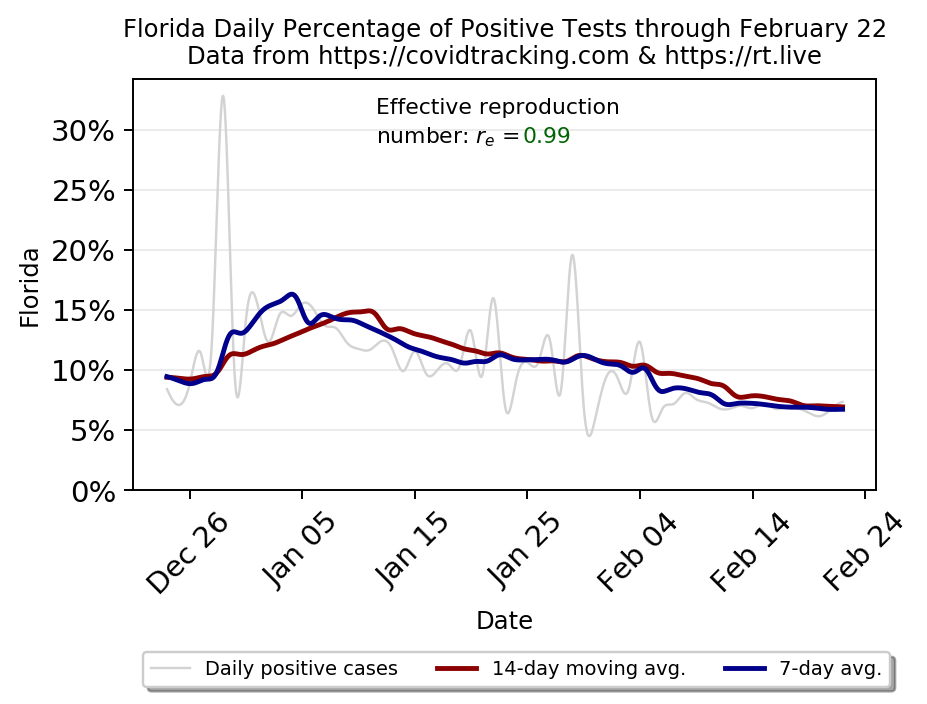 Florida Daily Percentage of Positive Tests through February 22
Data from https://covidtracking.com & https://rt.live
Effective reproduction
number: rₑ =0.99
30%
25%
20%
15%
10%
5%
0%
Florida
Dec 26
Jan 05
Jan 15
Jan 25
Feb 04
Feb 14
Feb 24
Date
Daily positive cases
14-day moving avg.
7-day avg.